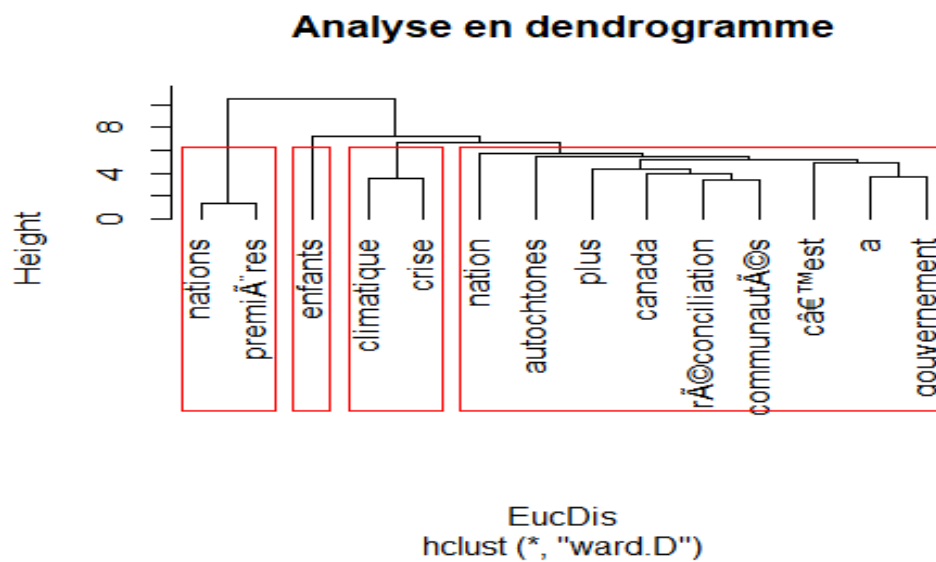 Analyse en dendrogramme
Height
0
4
8
nations
premiÃ¨res
enfants
climatique
crise
nation
autochtones
plus
canada
rÃ©conciliation
communautÃ©s
câ€™est
a
gouvernement
EucDis
hclust (*, "ward.D")